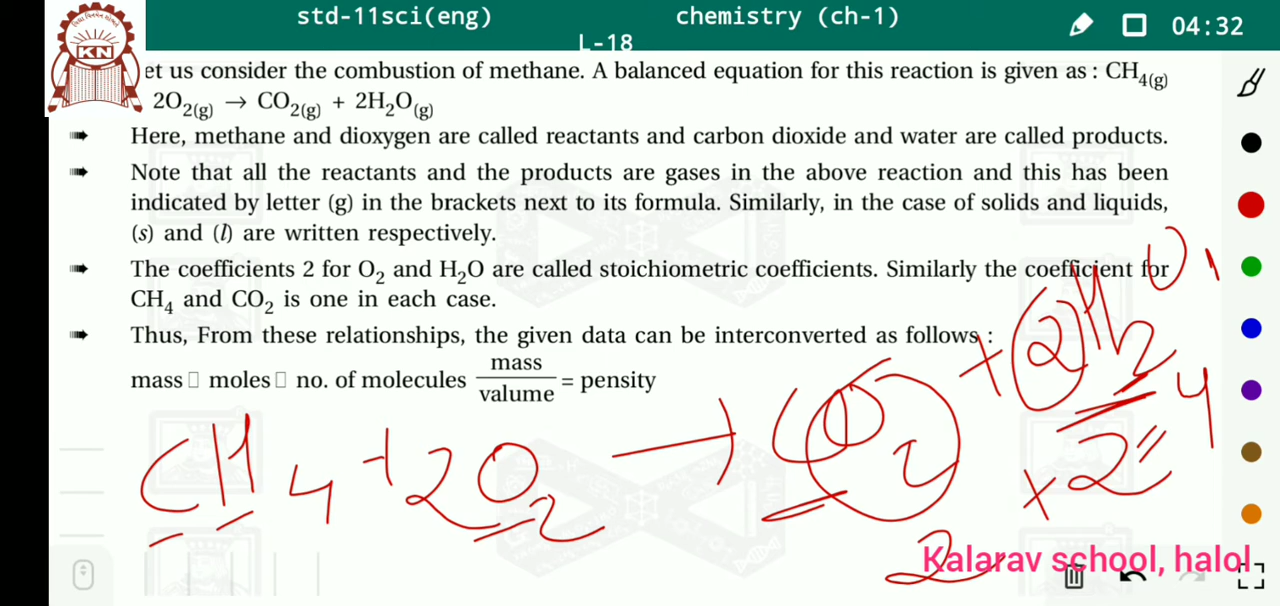 std-11sci(eng) chemistry (ch-1) 04:32
L-18
KN
et us consider the combustion of methane. A balanced equation for this reaction is given as : CH₄(g)
2O₂(g) → CO₂(g) + 2H₂O(g)
Here, methane and dioxygen are called reactants and carbon dioxide and water are called products.
Note that all the reactants and the products are gases in the above reaction and this has been
indicated by letter (g) in the brackets next to its formula. Similarly, in the case of solids and liquids,
(s) and (l) are written respectively.
The coefficients 2 for O₂ and H₂O are called stoichiometric coefficients. Similarly the coefficient for
CH₄ and CO₂ is one in each case.
Thus, From these relationships, the given data can be interconverted as follows :
mass □ moles □ no. of molecules mass/valume = pensity
CH₄ + 2O₂ → CO₂ + 2H₂O
×2=4
2
Kalarav school, halol